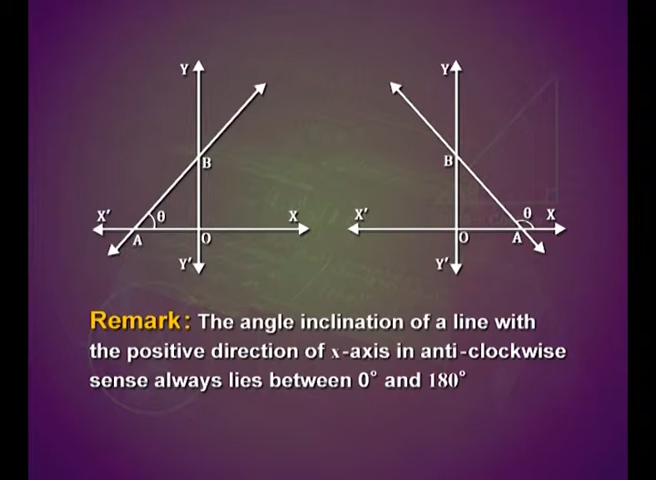 Y Y
B B
X' θ X X' θ X
A O O A
Y' Y'
Remark: The angle inclination of a line with
the positive direction of x-axis in anti-clockwise
sense always lies between 0° and 180°